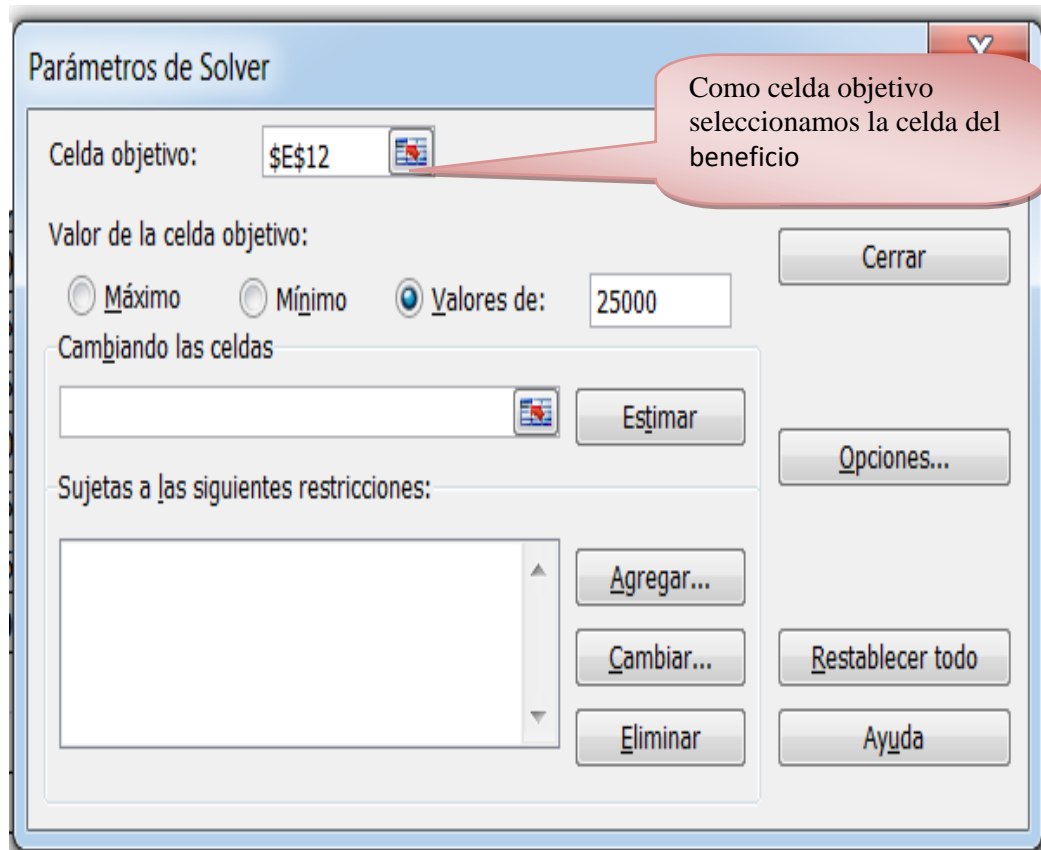 Parámetros de Solver
Como celda objetivo
seleccionamos la celda del
beneficio
Celda objetivo:
$E$12
Valor de la celda objetivo:
Cerrar
Máximo
Mínimo
Valores de:
25000
Cambiando las celdas
Estimar
Opciones...
Sujetas a las siguientes restricciones:
Agregar...
Cambiar...
Restablecer todo
Eliminar
Ayuda